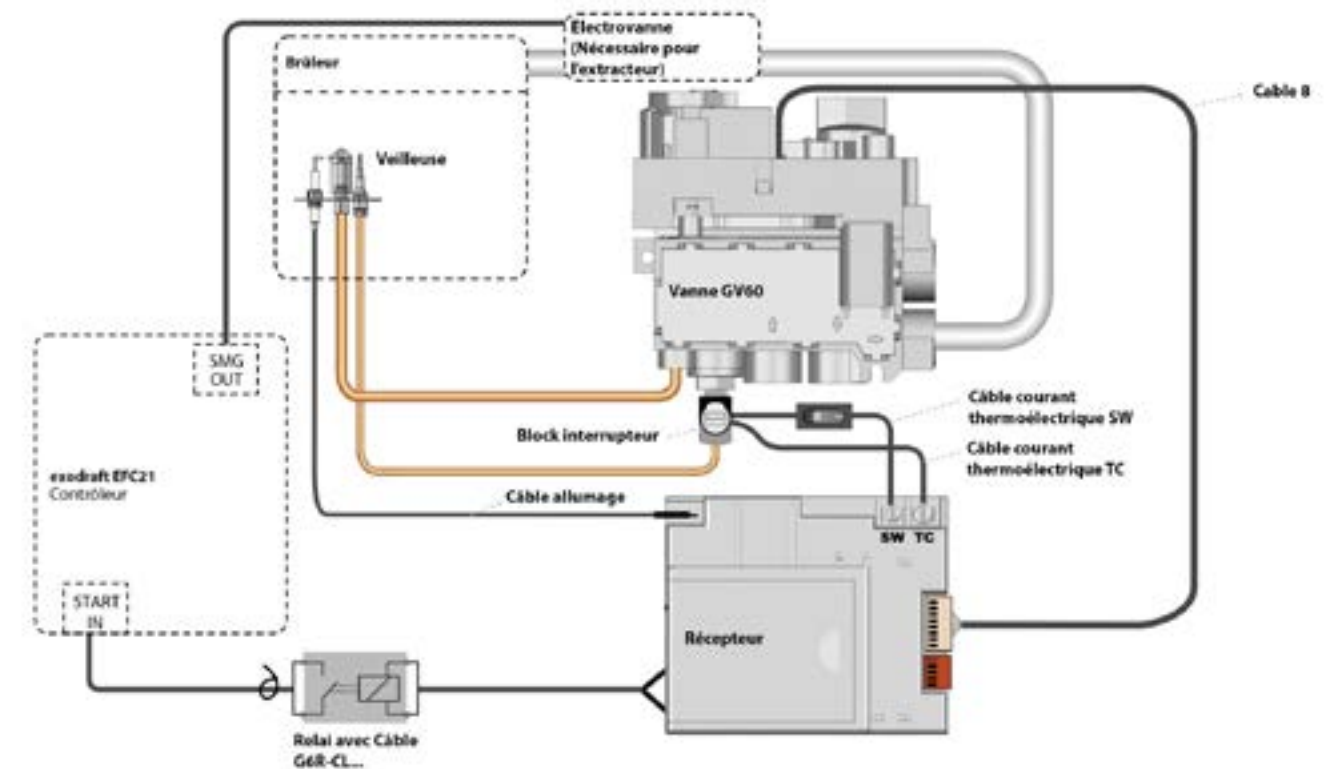 Electrovanne
(Nécessaire pour
l'extracteur)
Brûleur
Cable 8
Veilleuse
Vanne GV60
SMG
OUT
Câble courant
thermoélectrique SW
Block interrupteur
Câble courant
thermoélectrique TC
exodraft EFC21
Contrôleur
Câble allumage
SW TC
START
IN
Récepteur
Relai avec Câble
G6R-CL...